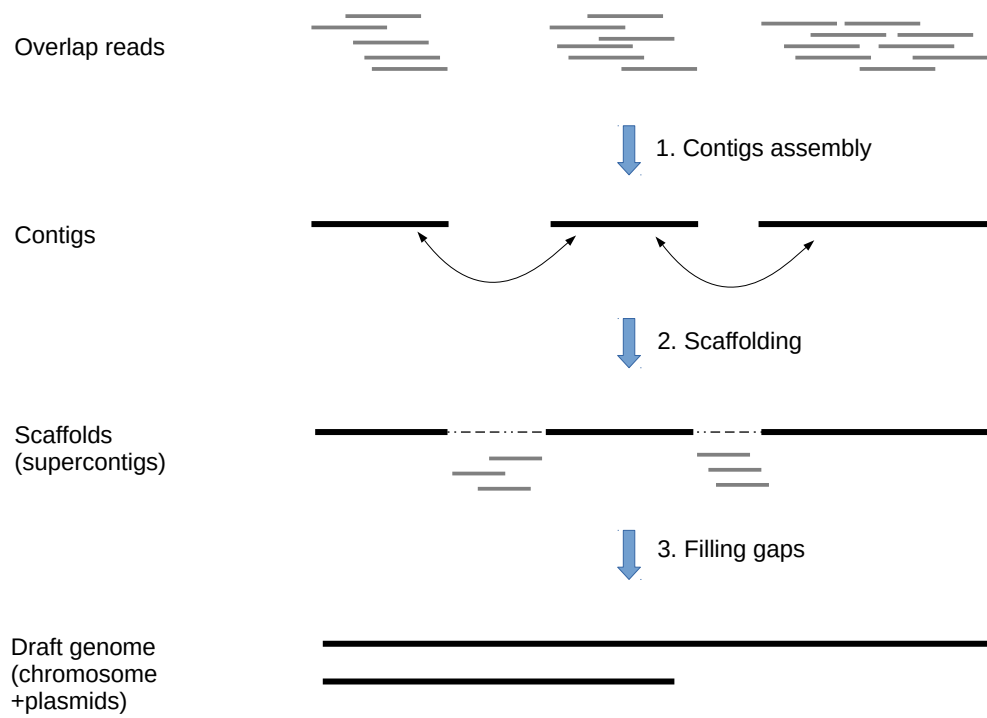 Overlap reads
1. Contigs assembly
Contigs
2. Scaffolding
Scaffolds
(supercontigs)
3. Filling gaps
Draft genome
(chromosome
+plasmids)